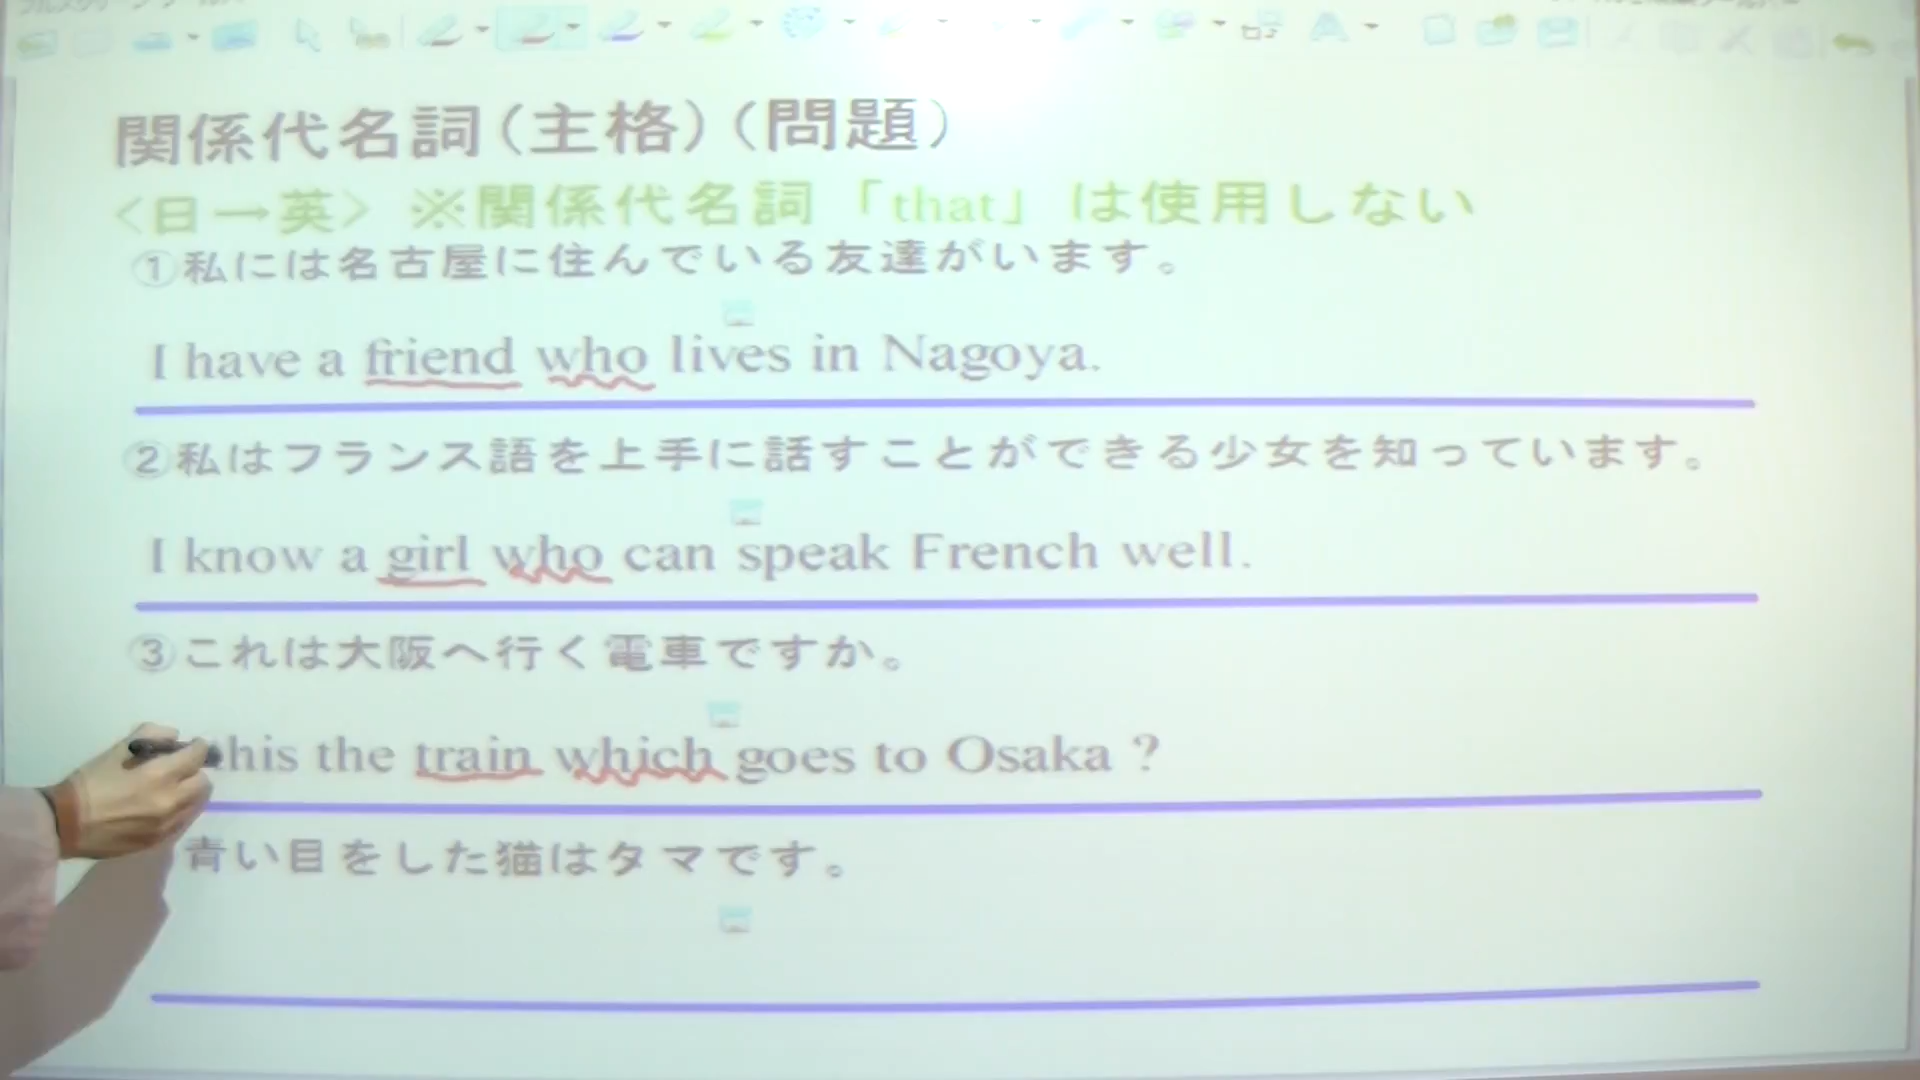 関係代名詞(主格)(問題)
<日→英> ※関係代名詞「that」は使用しない
①私には名古屋に住んでいる友達がいます。
I have a friend who lives in Nagoya.
②私はフランス語を上手に話すことができる少女を知っています。
I know a girl who can speak French well.
③これは大阪へ行く電車ですか。
this the train which goes to Osaka ?
青い目をした猫はタマです。